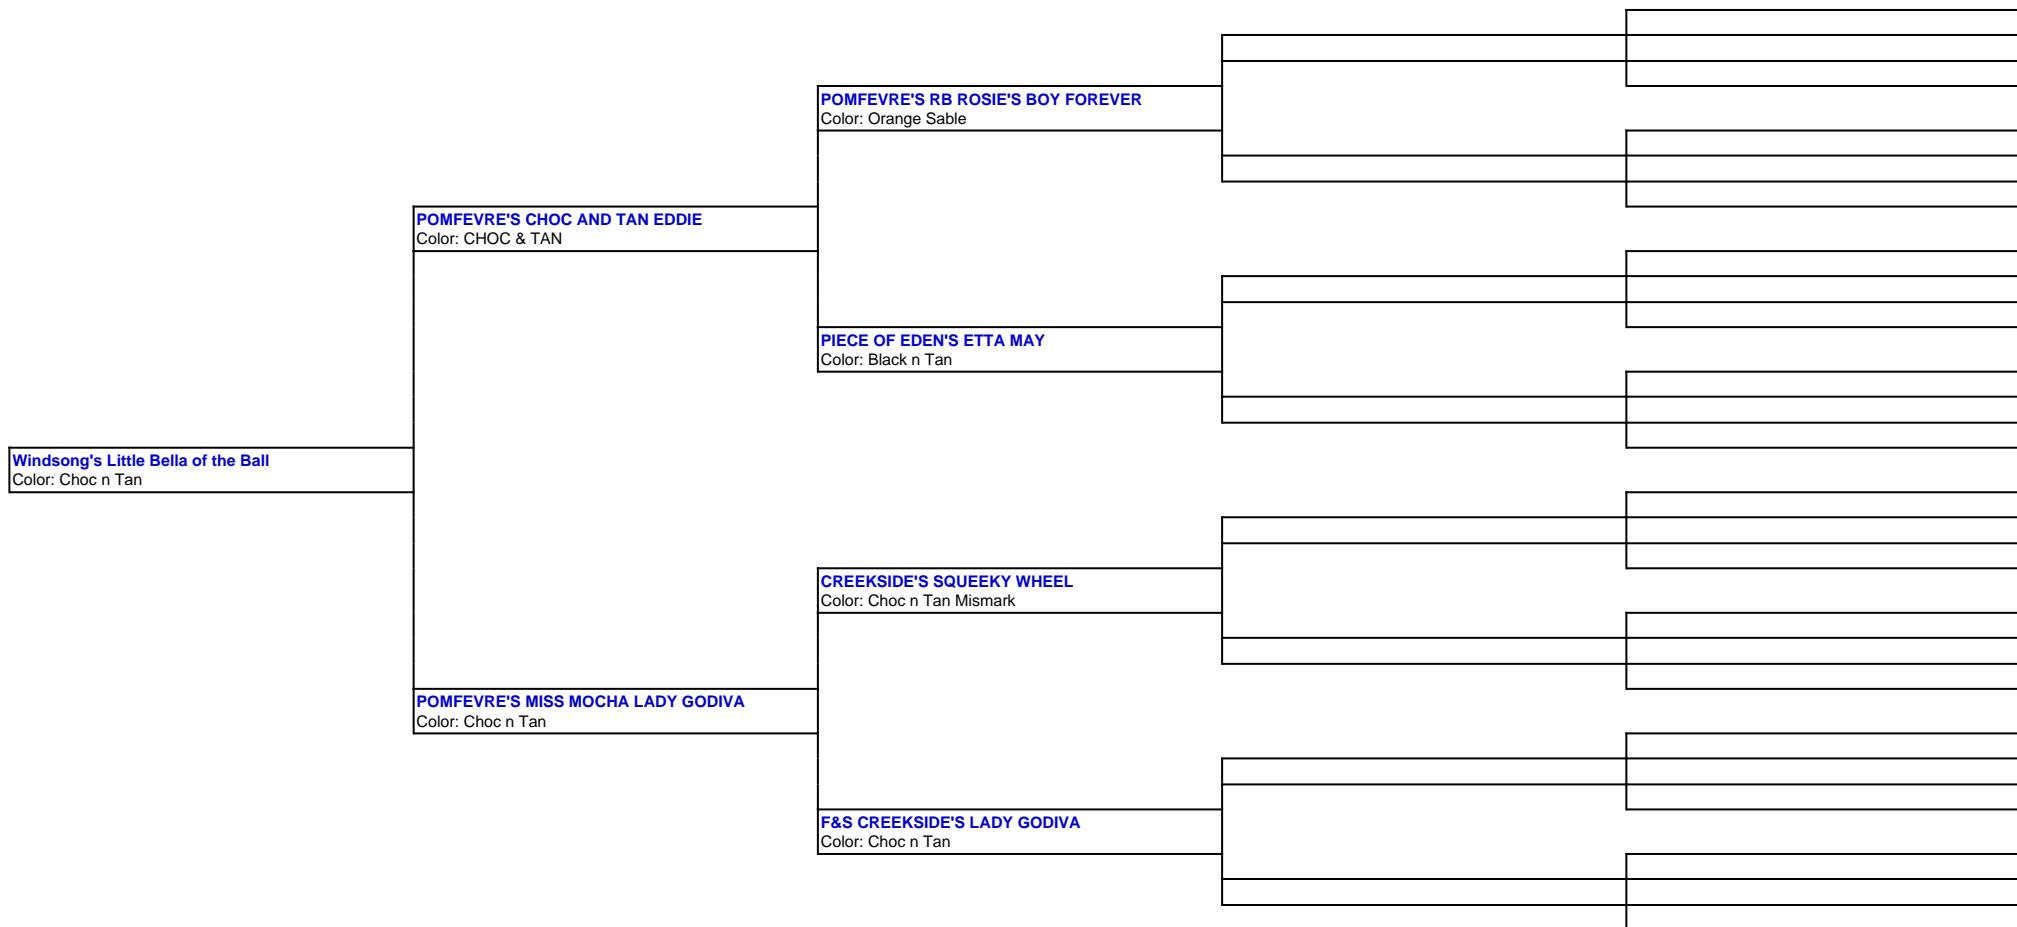 POMFEVRE'S RB ROSIE'S BOY FOREVER
Color: Orange Sable
POMFEVRE'S CHOC AND TAN EDDIE
Color: CHOC & TAN
PIECE OF EDEN'S ETTA MAY
Color: Black n Tan
Windsong's Little Bella of the Ball
Color: Choc n Tan
CREEKSIDE'S SQUEEKY WHEEL
Color: Choc n Tan Mismark
POMFEVRE'S MISS MOCHA LADY GODIVA
Color: Choc n Tan
F&S CREEKSIDE'S LADY GODIVA
Color: Choc n Tan